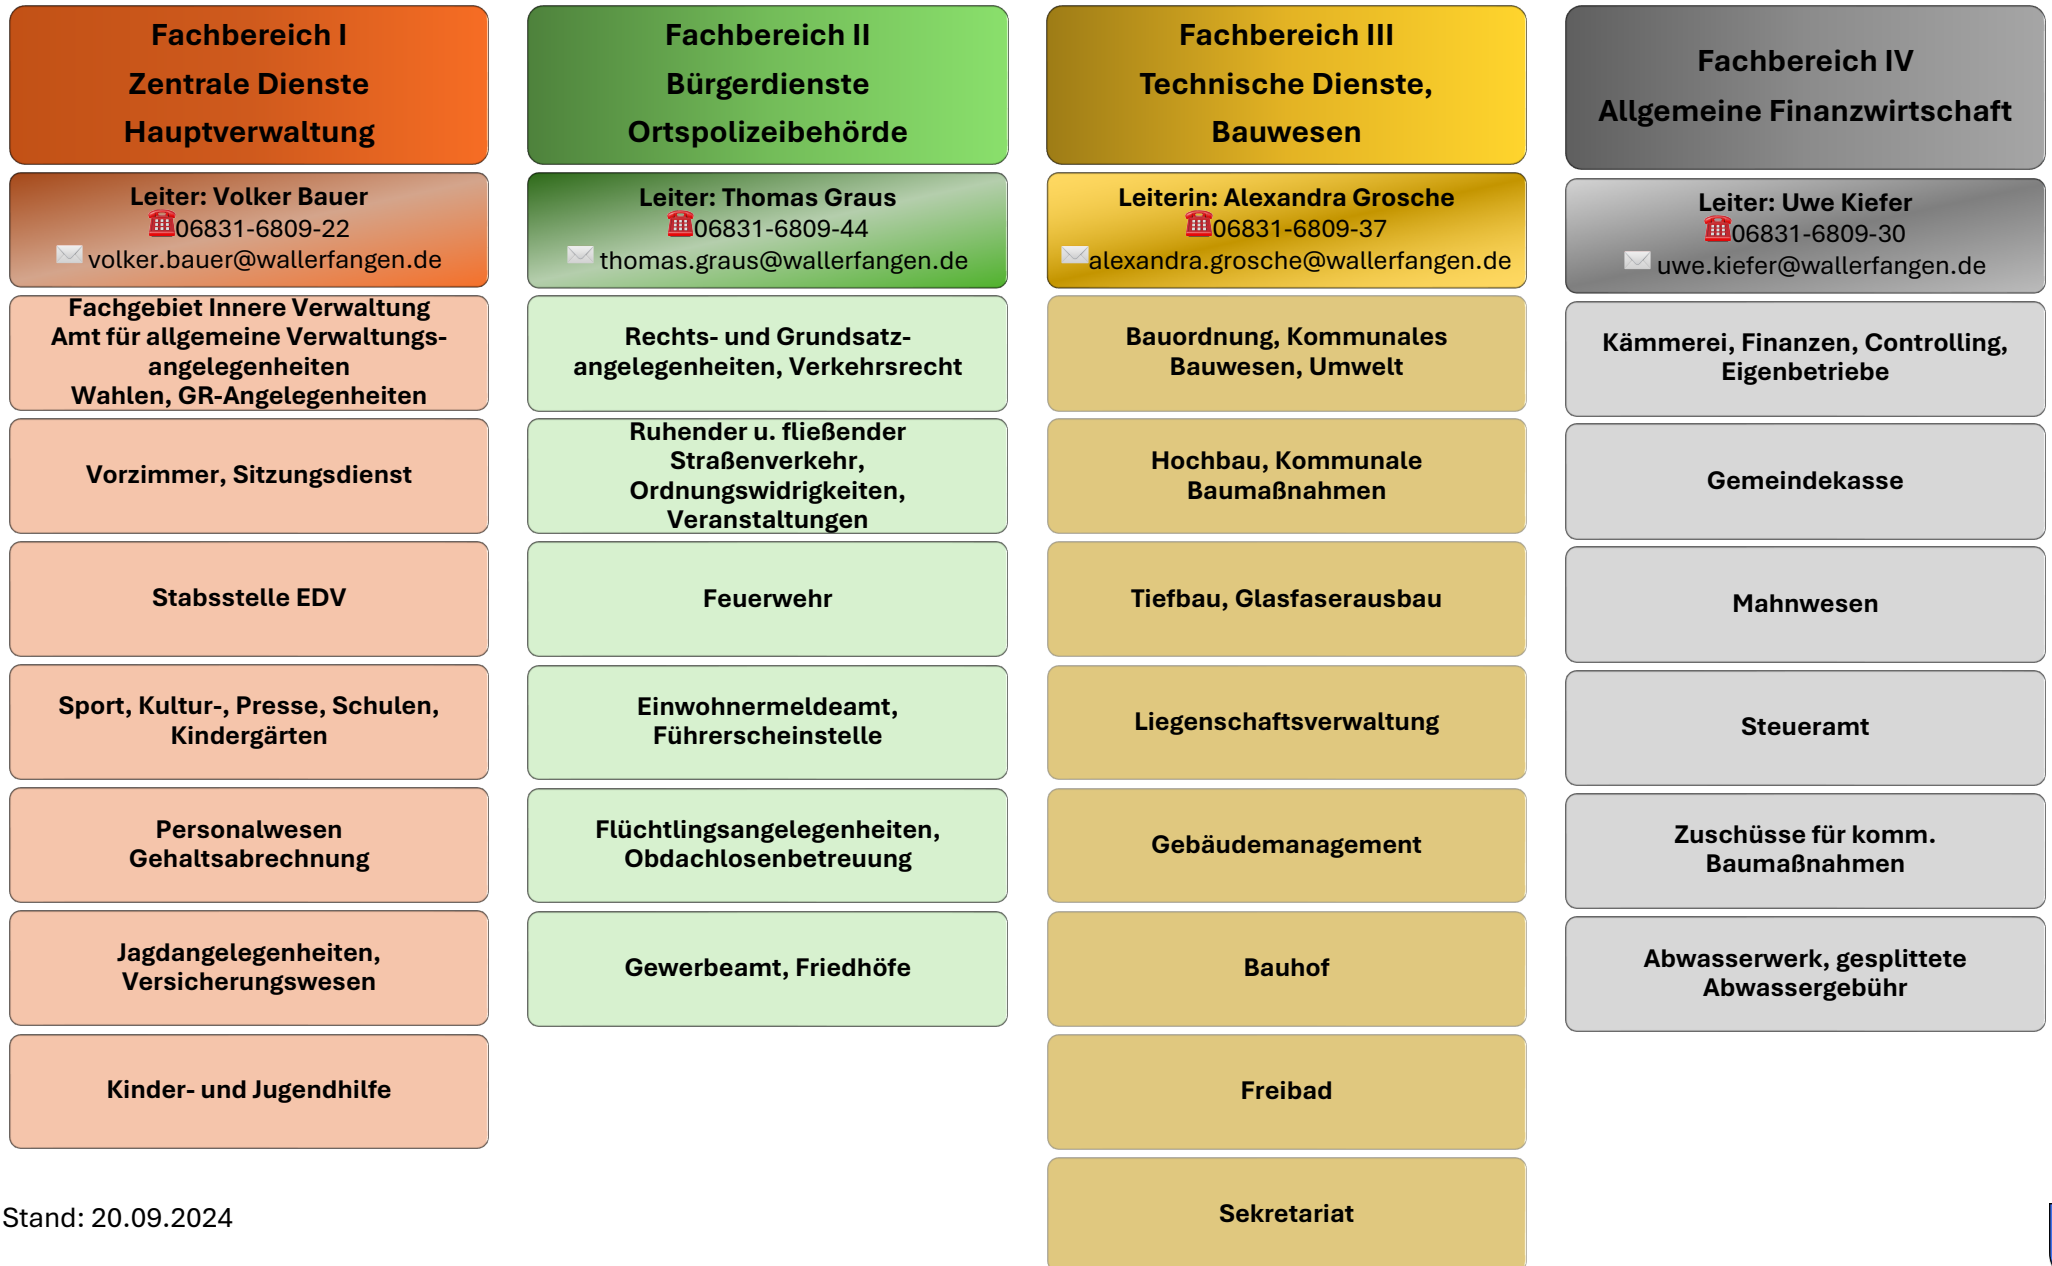 Fachbereich I
Zentrale Dienste
Hauptverwaltung
Leiter: Volker Bauer
☎06831-6809-22
✉ volker.bauer@wallerfangen.de
Fachgebiet Innere Verwaltung
Amt für allgemeine Verwaltungs-
angelegenheiten
Wahlen, GR-Angelegenheiten
Vorzimmer, Sitzungsdienst
Stabsstelle EDV
Sport, Kultur-, Presse, Schulen,
Kindergärten
Personalwesen
Gehaltsabrechnung
Jagdangelegenheiten,
Versicherungswesen
Kinder- und Jugendhilfe
Fachbereich II
Bürgerdienste
Ortspolizeibehörde
Leiter: Thomas Graus
☎06831-6809-44
✉ thomas.graus@wallerfangen.de
Rechts- und Grundsatz-
angelegenheiten, Verkehrsrecht
Ruhender u. fließender
Straßenverkehr,
Ordnungswidrigkeiten,
Veranstaltungen
Feuerwehr
Einwohnermeldeamt,
Führerscheinstelle
Flüchtlingsangelegenheiten,
Obdachlosenbetreuung
Gewerbeamt, Friedhöfe
Fachbereich III
Technische Dienste,
Bauwesen
Leiterin: Alexandra Grosche
☎06831-6809-37
✉alexandra.grosche@wallerfangen.de
Bauordnung, Kommunales
Bauwesen, Umwelt
Hochbau, Kommunale
Baumaßnahmen
Tiefbau, Glasfaserausbau
Liegenschaftsverwaltung
Gebäudemanagement
Bauhof
Freibad
Sekretariat
Fachbereich IV
Allgemeine Finanzwirtschaft
Leiter: Uwe Kiefer
☎06831-6809-30
✉ uwe.kiefer@wallerfangen.de
Kämmerei, Finanzen, Controlling,
Eigenbetriebe
Gemeindekasse
Mahnwesen
Steueramt
Zuschüsse für komm.
Baumaßnahmen
Abwasserwerk, gesplittete
Abwassergebühr
Stand: 20.09.2024